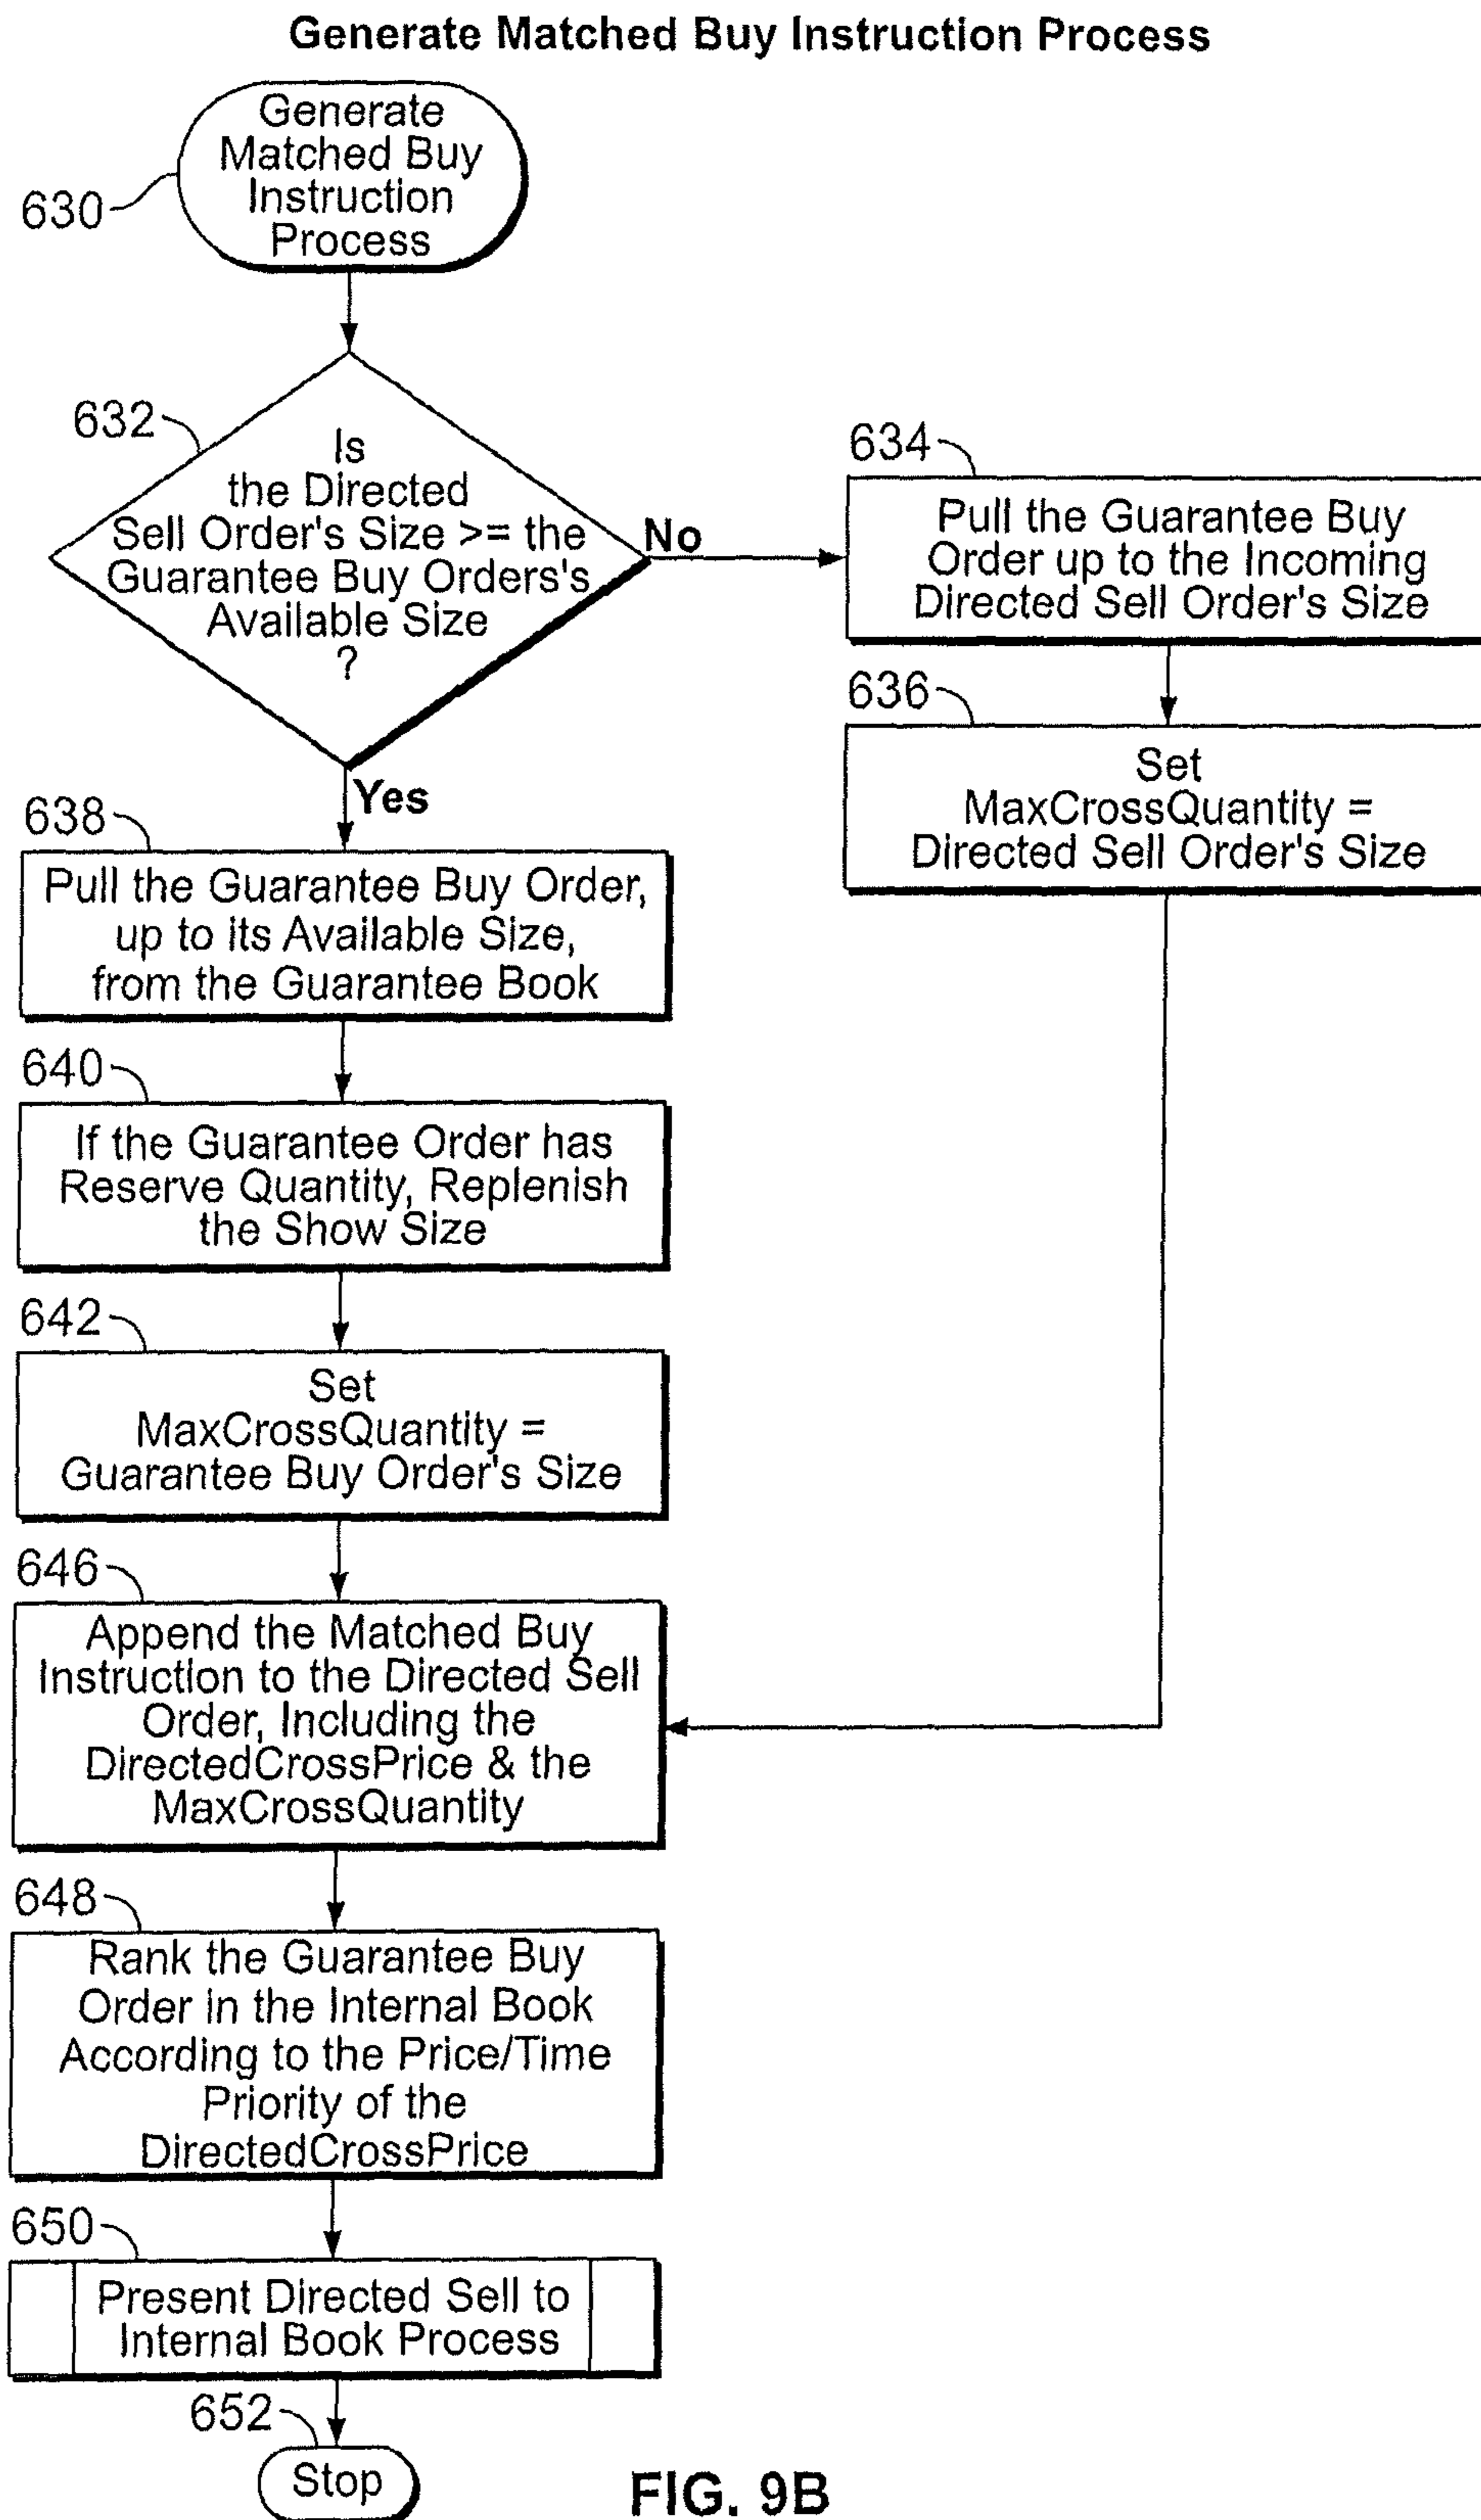 Generate Matched Buy Instruction Process
Generate
Matched Buy
Instruction
Process
630
632
Is
the Directed
Sell Order's Size >= the
Guarantee Buy Orders's
Available Size
?
No
634
Pull the Guarantee Buy
Order up to the Incoming
Directed Sell Order's Size
636
Set
MaxCrossQuantity =
Directed Sell Order's Size
Yes
638
Pull the Guarantee Buy Order,
up to its Available Size,
from the Guarantee Book
640
If the Guarantee Order has
Reserve Quantity, Replenish
the Show Size
642
Set
MaxCrossQuantity =
Guarantee Buy Order's Size
646
Append the Matched Buy
Instruction to the Directed Sell
Order, Including the
DirectedCrossPrice & the
MaxCrossQuantity
648
Rank the Guarantee Buy
Order in the Internal Book
According to the Price/Time
Priority of the
DirectedCrossPrice
650
Present Directed Sell to
Internal Book Process
652
Stop
FIG. 9B